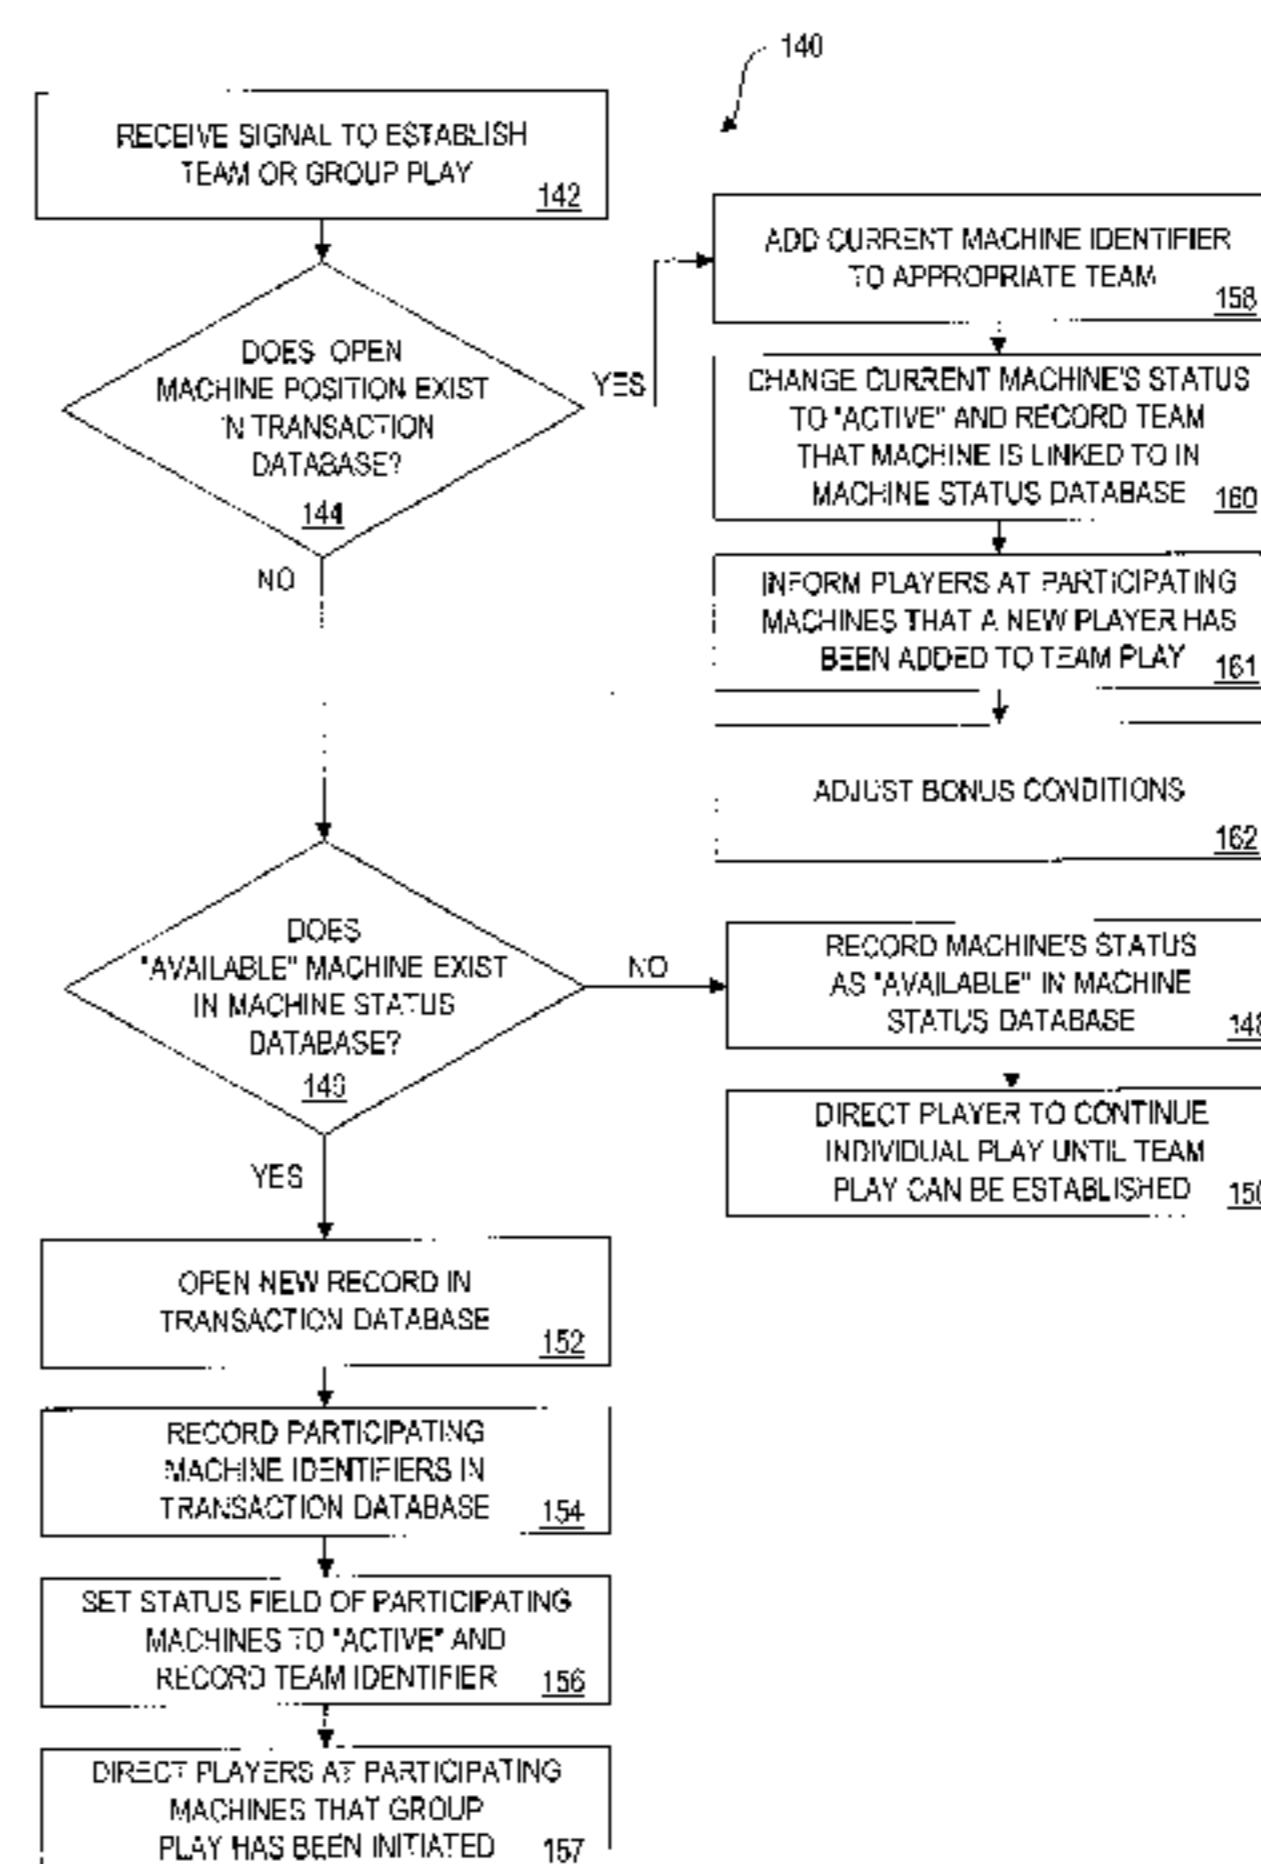 140
RECEIVE SIGNAL TO ESTABLISH
TEAM OR GROUP PLAY
142
DOES OPEN
MACHINE POSITION EXIST
IN TRANSACTION
DATABASE?
144
YES
NO
ADD CURRENT MACHINE IDENTIFIER
TO APPROPRIATE TEAM
158
CHANGE CURRENT MACHINE'S STATUS
TO "ACTIVE" AND RECORD TEAM
THAT MACHINE IS LINKED TO IN
MACHINE STATUS DATABASE
160
INFORM PLAYERS AT PARTICIPATING
MACHINES THAT A NEW PLAYER HAS
BEEN ADDED TO TEAM PLAY
161
ADJUST BONUS CONDITIONS
162
DOES
"AVAILABLE" MACHINE EXIST
IN MACHINE STATUS
DATABASE?
146
NO
YES
RECORD MACHINE'S STATUS
AS "AVAILABLE" IN MACHINE
STATUS DATABASE
148
DIRECT PLAYER TO CONTINUE
INDIVIDUAL PLAY UNTIL TEAM
PLAY CAN BE ESTABLISHED
150
OPEN NEW RECORD IN
TRANSACTION DATABASE
152
RECORD PARTICIPATING
MACHINE IDENTIFIERS IN
TRANSACTION DATABASE
154
SET STATUS FIELD OF PARTICIPATING
MACHINES TO "ACTIVE" AND
RECORD TEAM IDENTIFIER
156
DIRECT PLAYERS AT PARTICIPATING
MACHINES THAT GROUP
PLAY HAS BEEN INITIATED
157